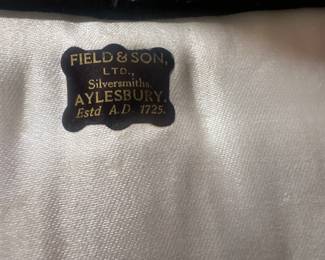 FIELD & SON,
LTD.,
Silversmiths,
AYLESBURY.
Estd A.D. 1725.